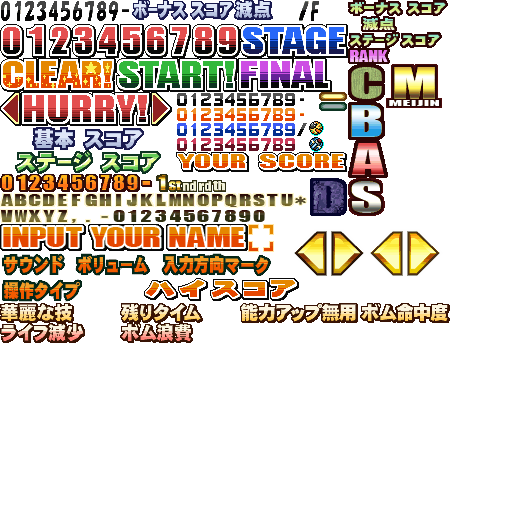 0123456789- ボーナス スコア減点 /F
ボーナス スコア
減点
ステージ スコア
0123456789 STAGE
RANK
CLEAR! START! FINAL
C M
MEIJIN
HURRY!
0123456789-
0123456789-
B
基本 スコア
0123456789/
0123456789
ステージ スコア YOUR SCORE
A
0123456789- 1stndrdth
D S
ABCDEFGHIJKLMNOPQRSTU*
VWXYZ,.-01234567890
INPUT YOUR NAME
サウンド ボリューム 入力方向マーク
操作タイプ ハイスコア
華麗な技 残りタイム 能力アップ無用 ボム命中度
ライフ減少 ボム浪費